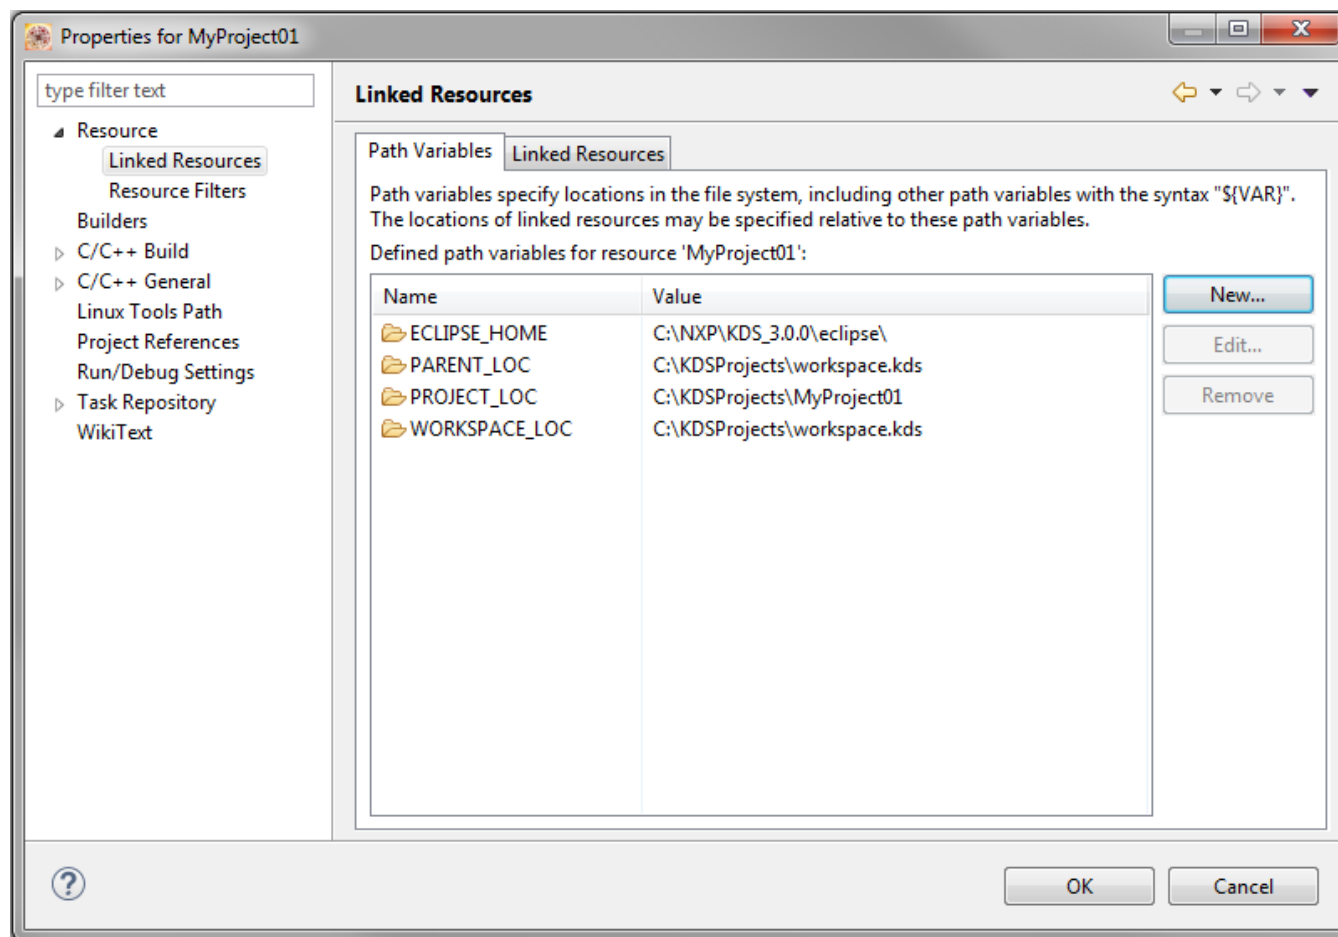 Properties for MyProject01
type filter text
Resource
Linked Resources
Resource Filters
Builders
C/C++ Build
C/C++ General
Linux Tools Path
Project References
Run/Debug Settings
Task Repository
WikiText
Linked Resources
Path Variables Linked Resources
Path variables specify locations in the file system, including other path variables with the syntax "${VAR}".
The locations of linked resources may be specified relative to these path variables.
Defined path variables for resource 'MyProject01':
Name Value
ECLIPSE_HOME C:\NXP\KDS_3.0.0\eclipse\
PARENT_LOC C:\KDSProjects\workspace.kds
PROJECT_LOC C:\KDSProjects\MyProject01
WORKSPACE_LOC C:\KDSProjects\workspace.kds
New...
Edit...
Remove
OK Cancel